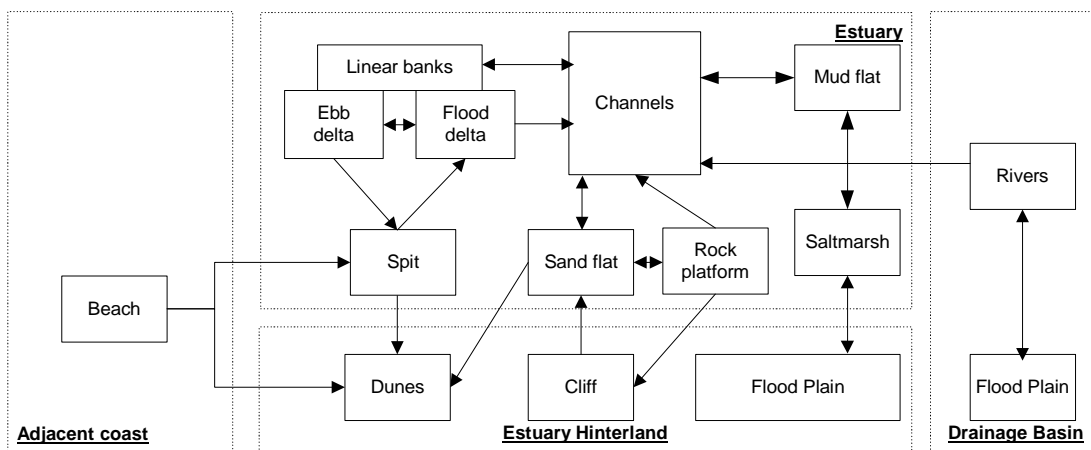 Estuary
Linear banks
Ebb
delta
Flood
delta
Channels
Mud flat
Rivers
Spit
Sand flat
Rock
platform
Saltmarsh
Beach
Dunes
Cliff
Flood Plain
Flood Plain
Adjacent coast
Estuary Hinterland
Drainage Basin